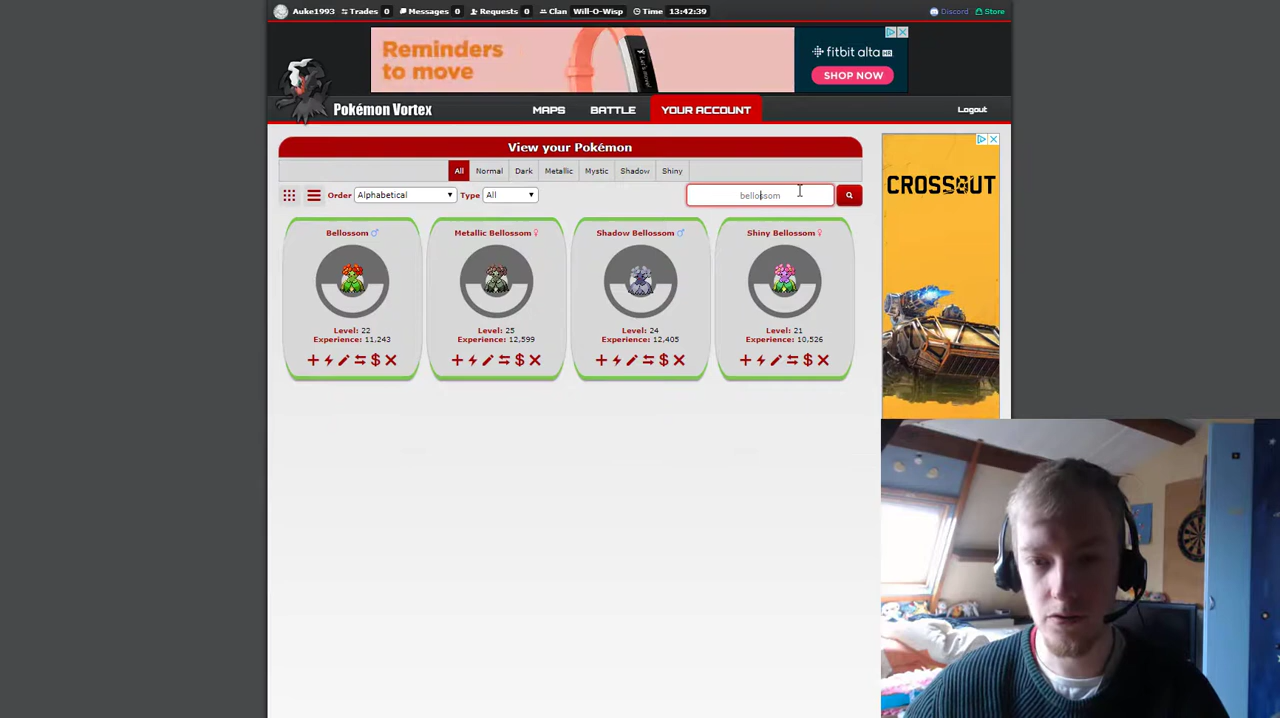 Auke1993 Trades 0 Messages 0 Requests 0 Clan Will-O-Wisp Time 13:42:39 Discord Store
Reminders
to move
fitbit alta HR
SHOP NOW
Pokémon Vortex MAPS BATTLE YOUR ACCOUNT Logout
View your Pokémon
All Normal Dark Metallic Mystic Shadow Shiny
Order Alphabetical Type All bellossom
CROSSOUT
Bellossom ♂ Metallic Bellossom ♀ Shadow Bellossom ♂ Shiny Bellossom ♀
Level: 22 Level: 25 Level: 24 Level: 21
Experience: 11,243 Experience: 12,599 Experience: 12,405 Experience: 10,526